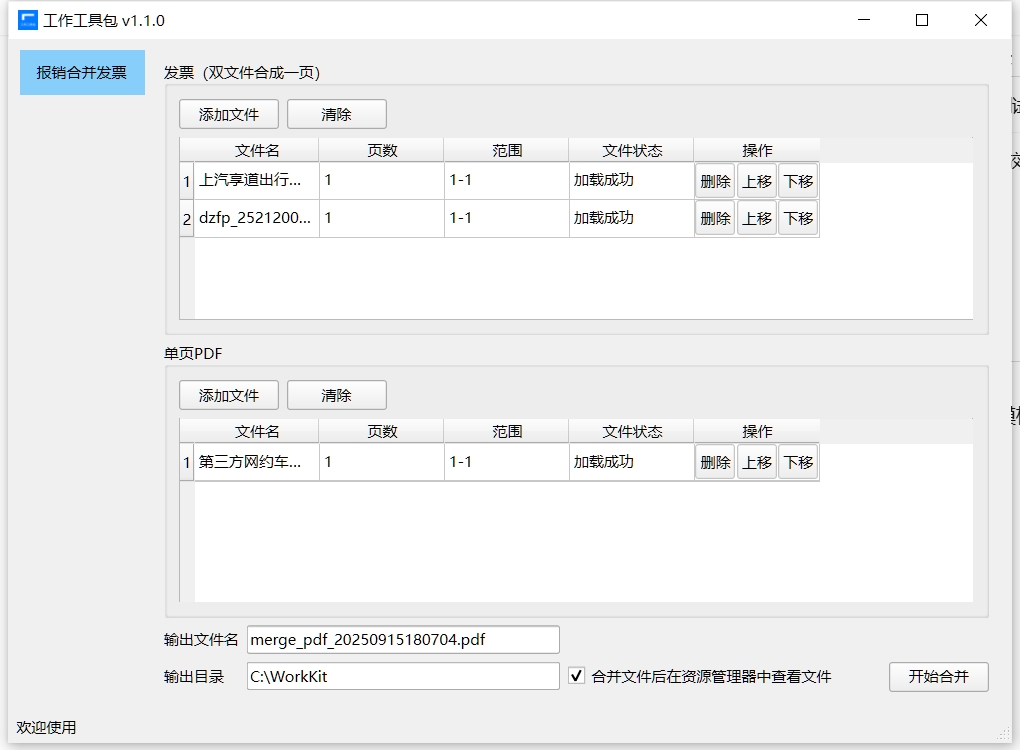 工作工具包 v1.1.0
报销合并发票
发票 (双文件合成一页)
添加文件 清除
文件名 页数 范围 文件状态 操作
1 上汽享道出行... 1 1-1 加载成功 删除 上移 下移
2 dzfp_2521200... 1 1-1 加载成功 删除 上移 下移
单页PDF
添加文件 清除
文件名 页数 范围 文件状态 操作
1 第三方网约车... 1 1-1 加载成功 删除 上移 下移
输出文件名 merge_pdf_20250915180704.pdf
输出目录 C:\WorkKit 合并文件后在资源管理器中查看文件 开始合并
欢迎使用